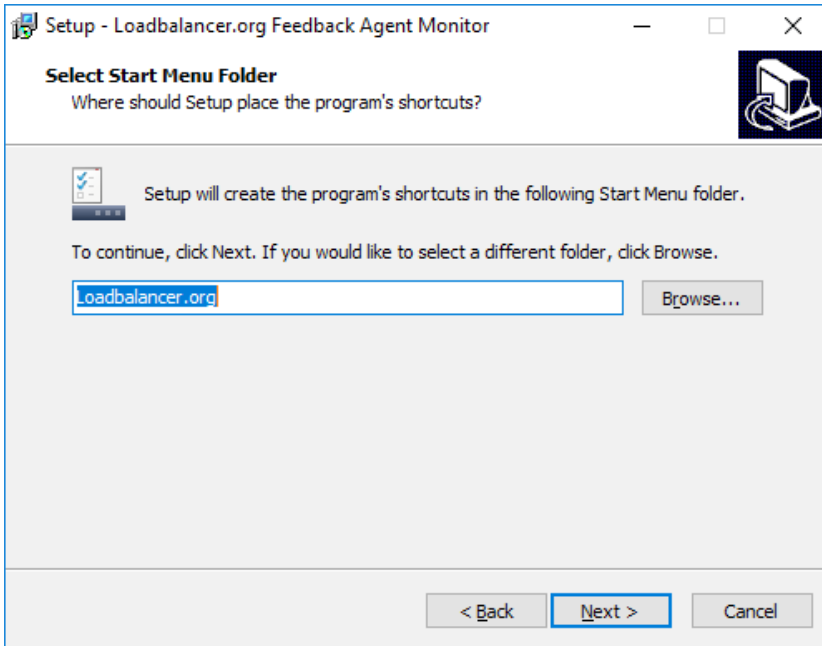 Setup - Loadbalancer.org Feedback Agent Monitor
Select Start Menu Folder
Where should Setup place the program's shortcuts?
Setup will create the program's shortcuts in the following Start Menu folder.
To continue, click Next. If you would like to select a different folder, click Browse.
Loadbalancer.org
Browse...
< Back
Next >
Cancel